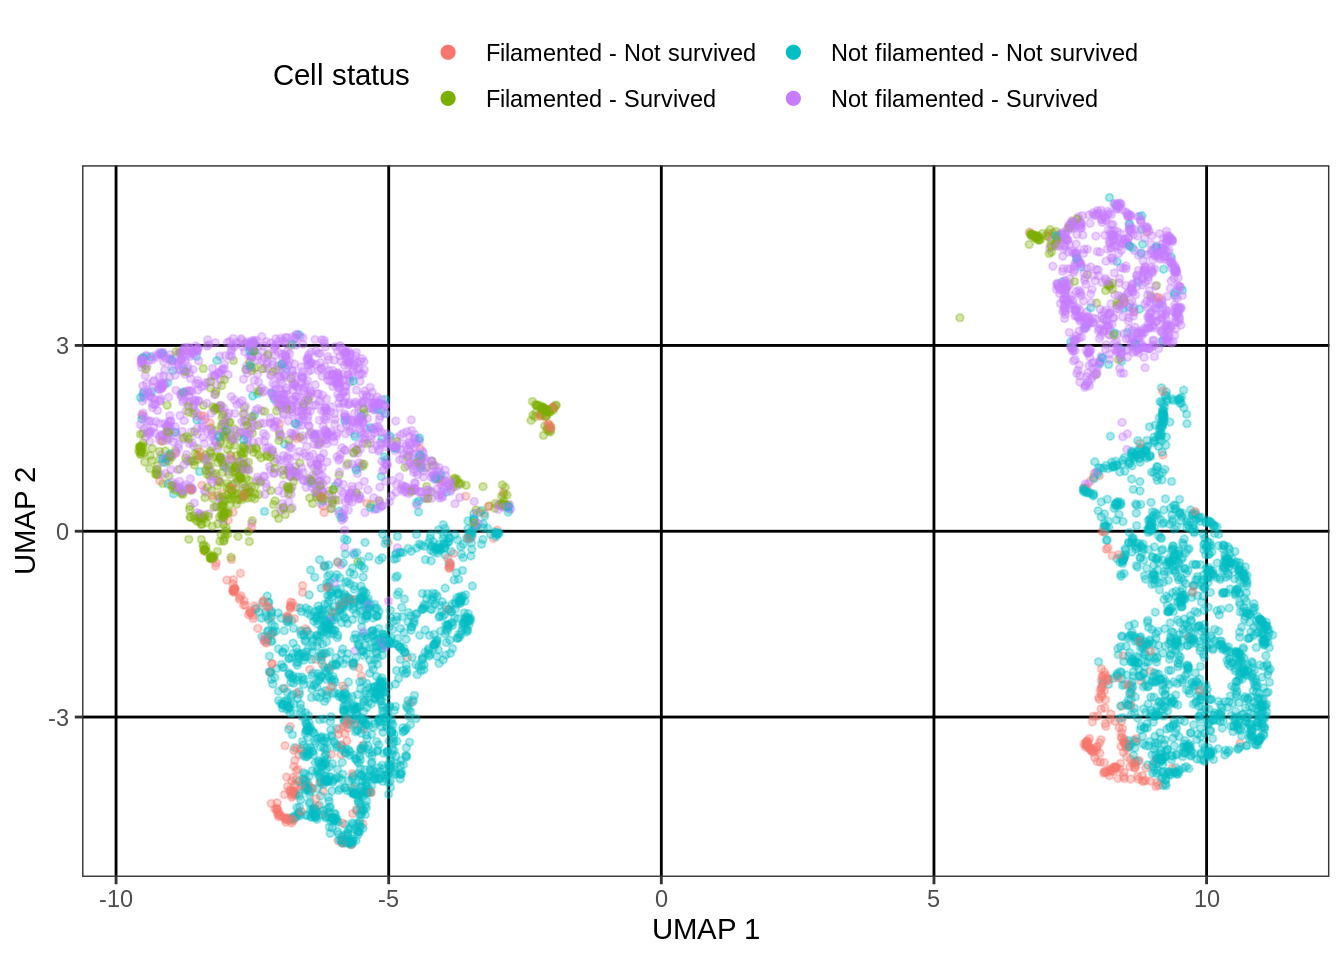 Cell status
Filamented - Not survived
Not filamented - Not survived
Filamented - Survived
Not filamented - Survived
UMAP 2
3
0
-3
-10
-5
0
5
10
UMAP 1